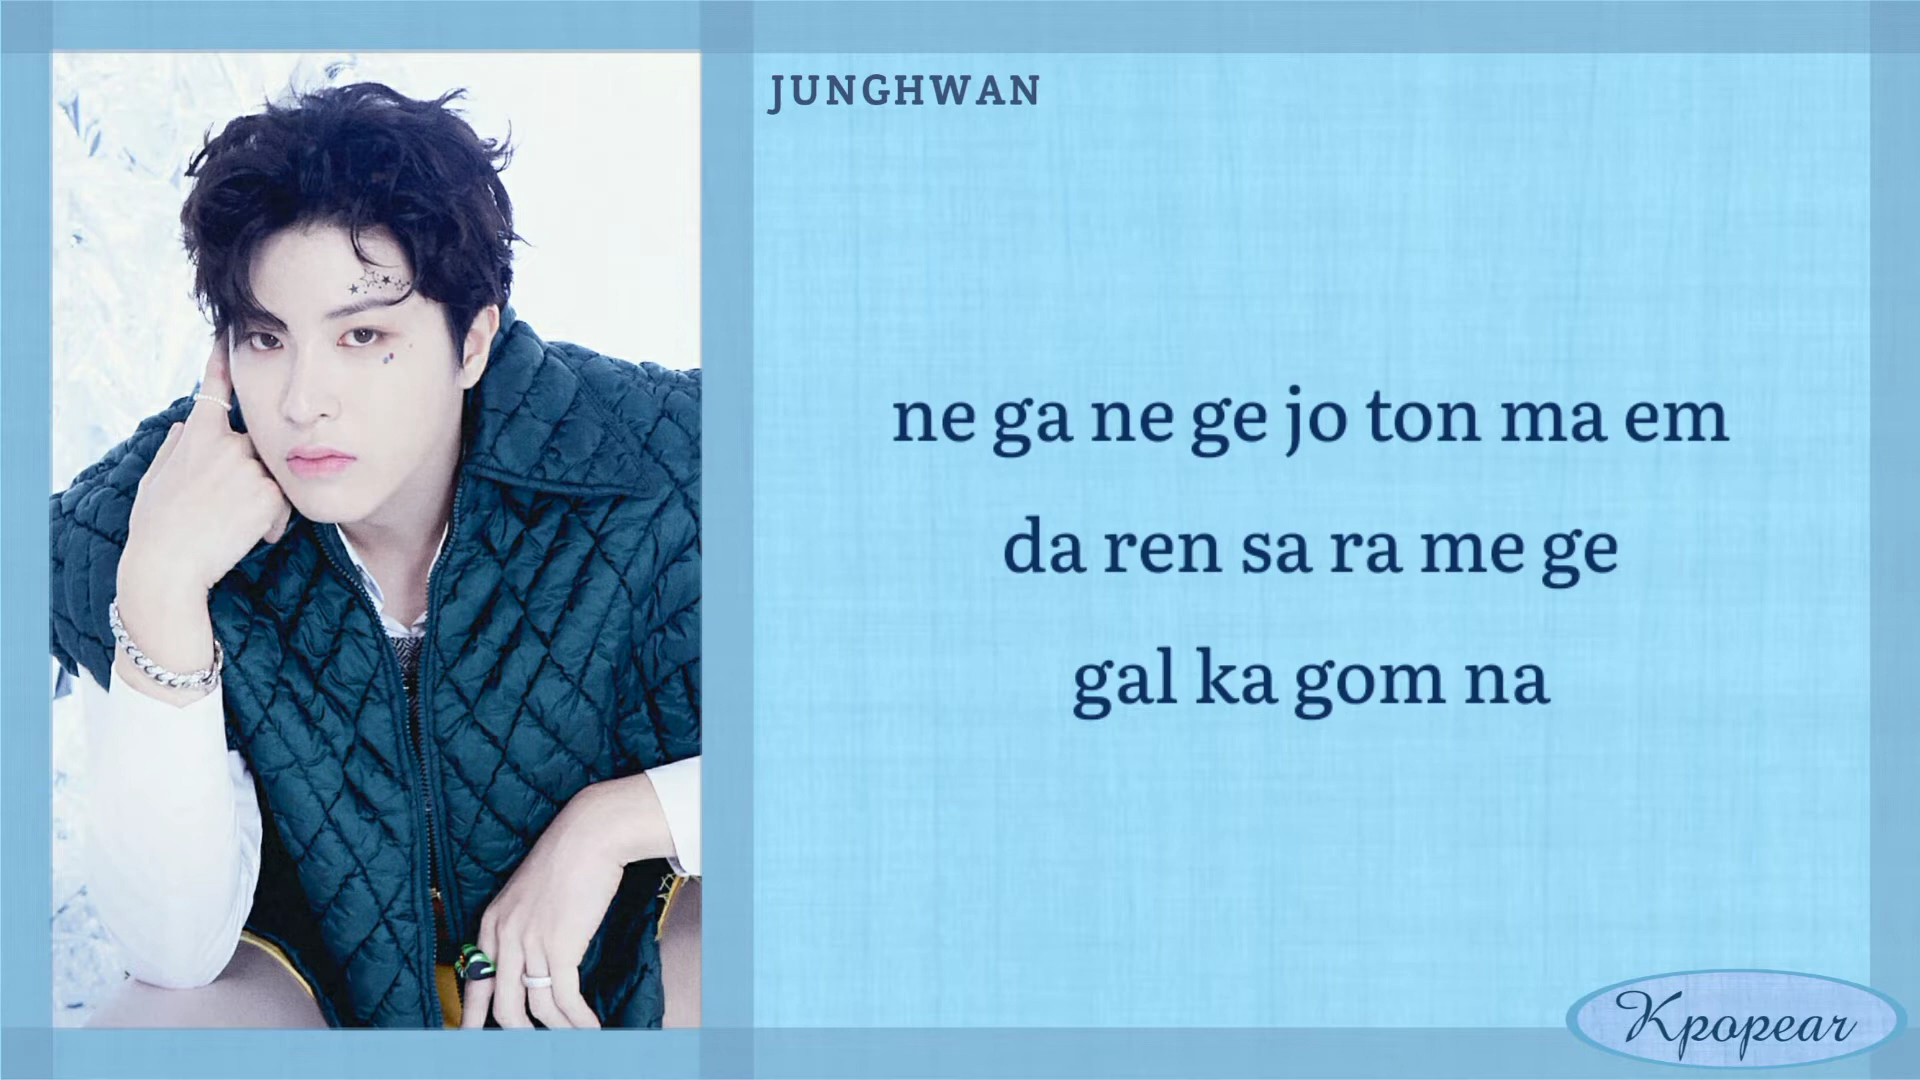 JUNGHWAN
ne ga ne ge jo ton ma em
da ren sa ra me ge
gal ka gom na
Kpopear